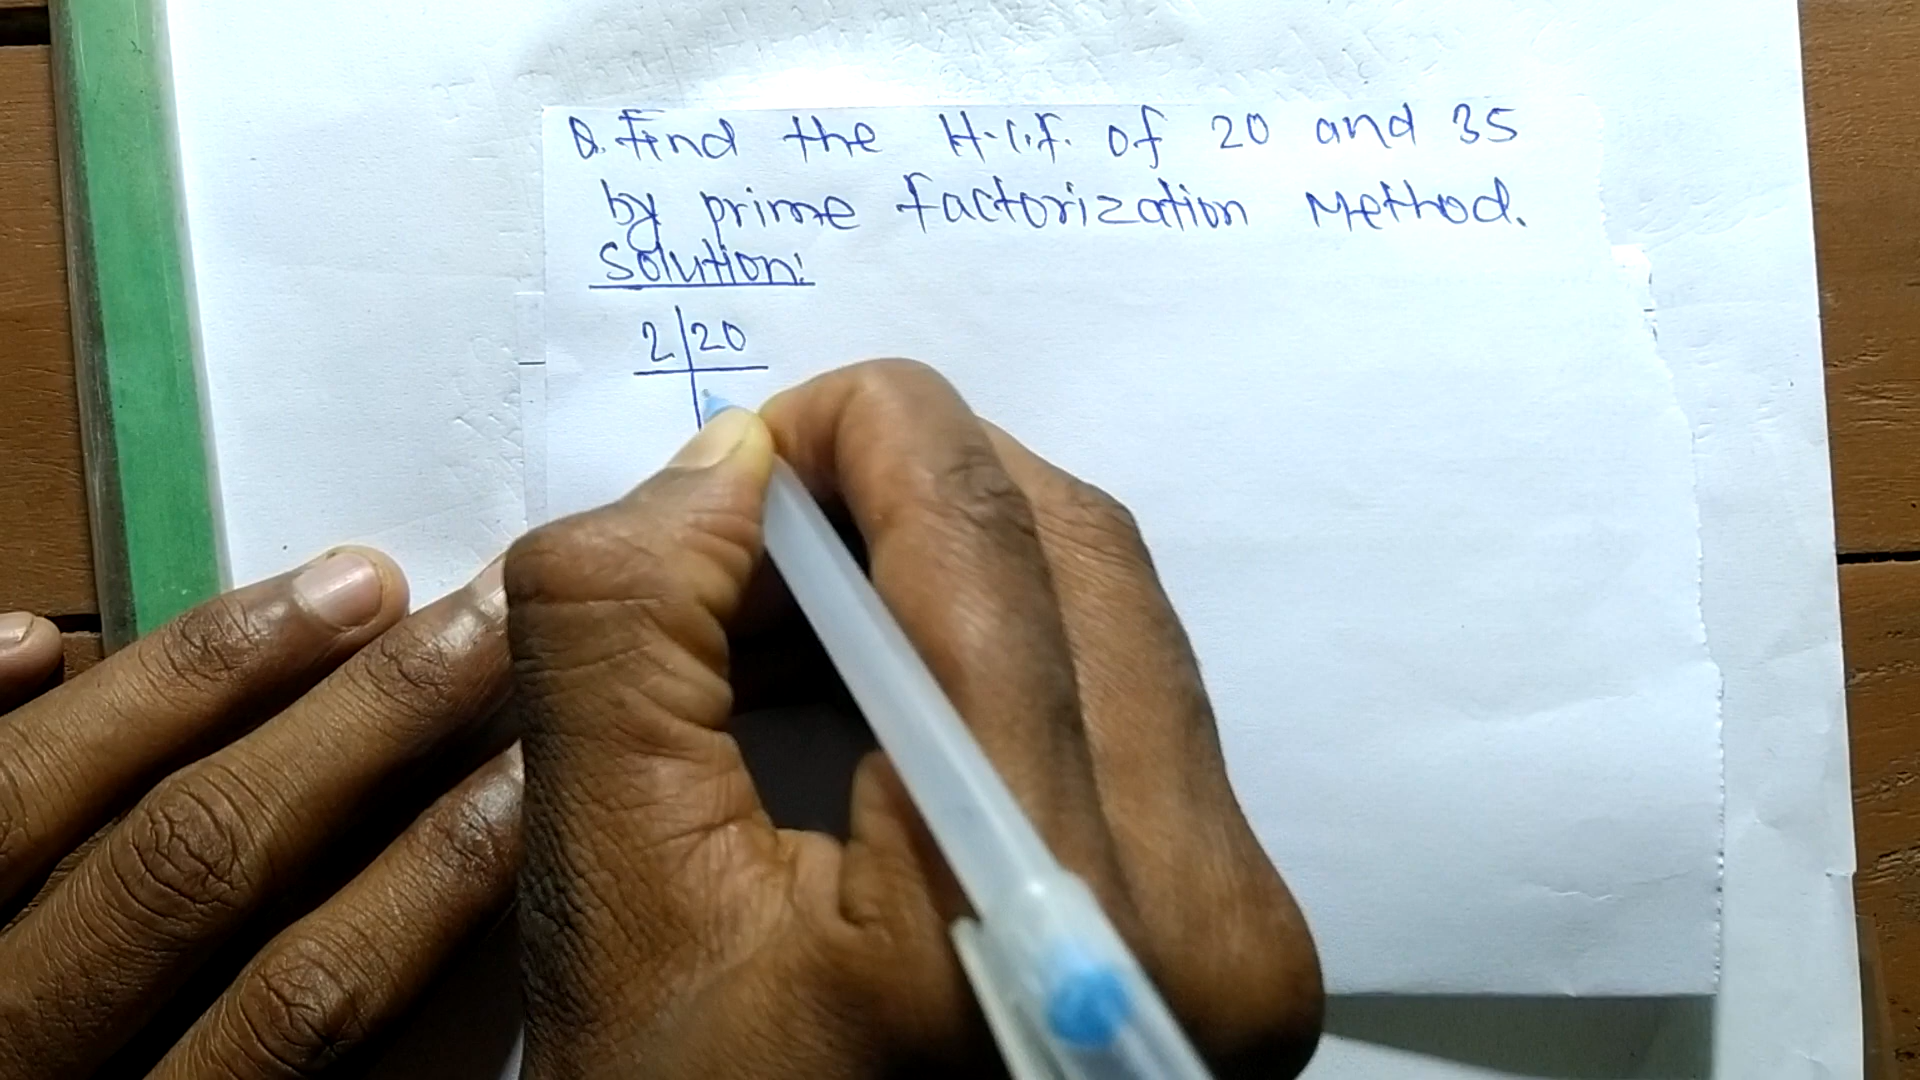 Q. Find the H.C.F. of 20 and 35
by prime factorization Method.
Solution:
2|20